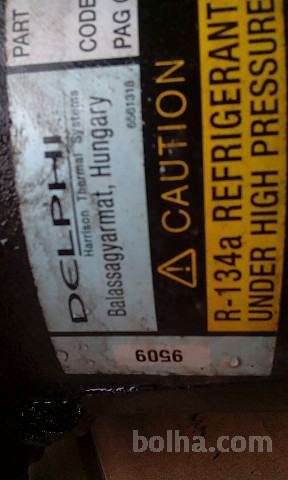 PART
CODE
PAG
DELPHI
Harrison Thermal Systems
Balassagyarmat, Hungary
6561318
⚠ CAUTION
R-134a REFRIGERANT
UNDER HIGH PRESSURE
9509
bolha.com